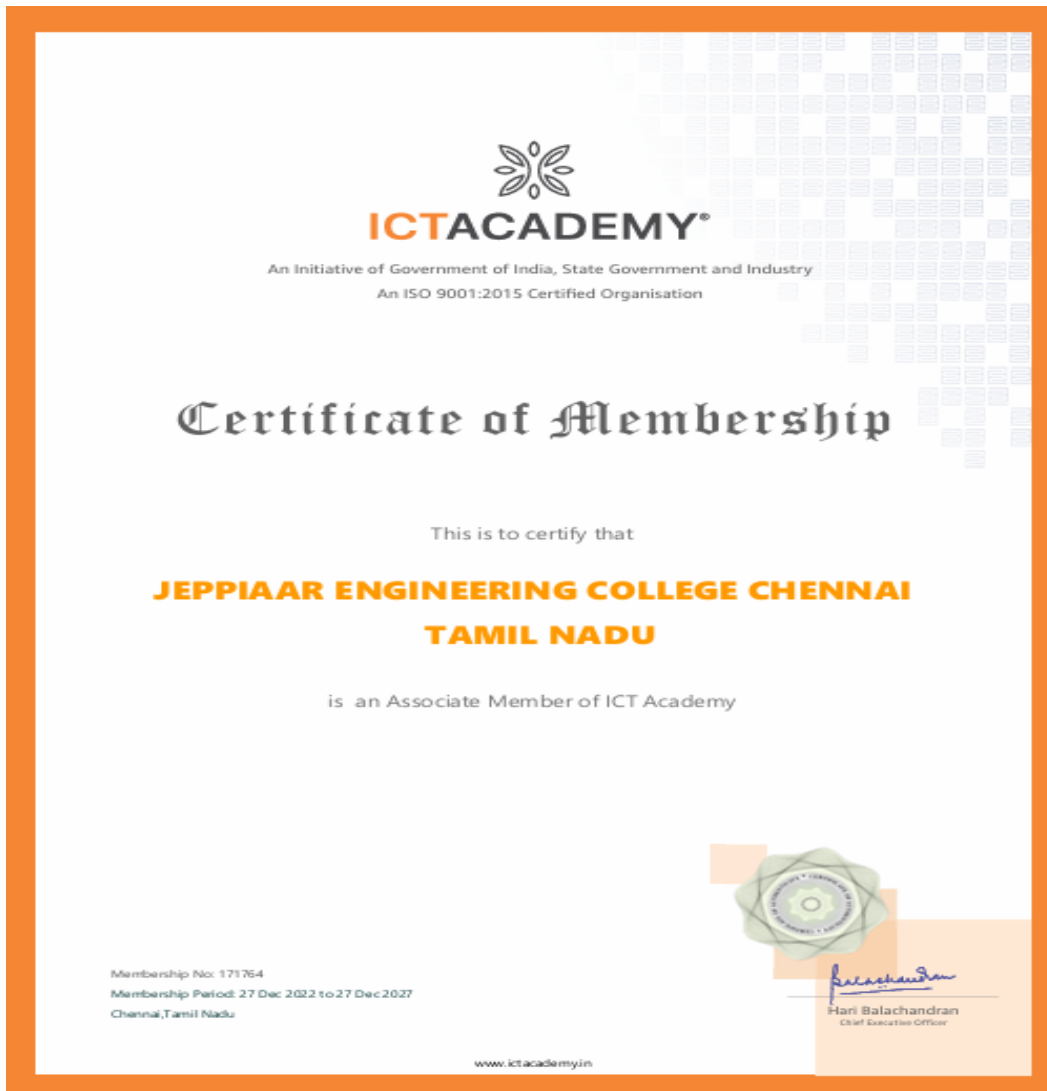 ICTACADEMY®
An Initiative of Government of India, State Government and Industry
An ISO 9001:2015 Certified Organisation
Certificate of Membership
This is to certify that
JEPPIAAR ENGINEERING COLLEGE CHENNAI
TAMIL NADU
is an Associate Member of ICT Academy
Balachandran
Membership No: 171764
Membership Period: 27 Dec 2022 to 27 Dec 2027
Chennai,Tamil Nadu
Hari Balachandran
Chief Executive Officer
www.ictacademy.in